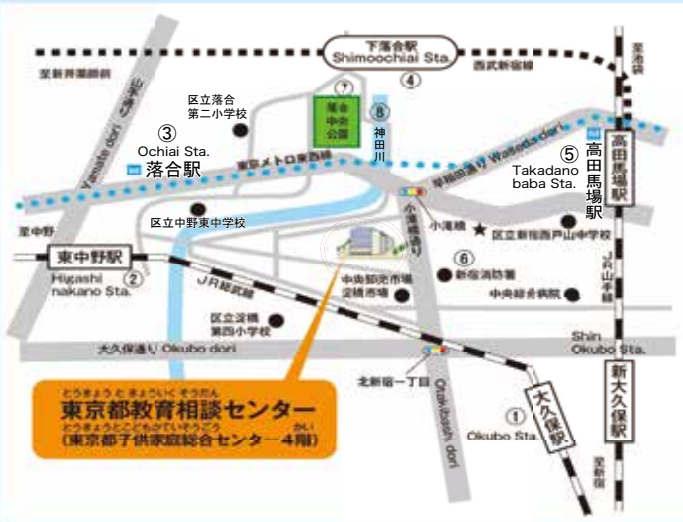 下落合駅
Shimoochiai Sta.
④
西武新宿線
至池袋
至新井薬師前
山手通り
Yamate dori
区立落合
第二小学校
⑦
落合
中央
公園
⑧
神田川
③
Ochiai Sta.
落合駅
東京メトロ東西線
早稲田通り Waseda dori
⑤
Takadano
baba Sta.
高田馬場駅
高田馬場駅
至中野
区立中野東中学校
小滝橋通り
小滝橋
区立新宿西戸山中学校
東中野駅
Higashi
nakano Sta.
②
JR総武線
中央卸売市場
淀橋市場
⑥
新宿消防署
中央総合病院
JR山手線
区立淀橋
第四小学校
大久保通り Okubo dori
Shin
Okubo Sta.
北新宿一丁目
Otakibash dori
新大久保駅
①
大久保駅
Okubo Sta.
至新宿
とうきょうと きょういくそうだん
東京都教育相談センター
とうきょうとこどもかていそうごう かい
(東京都子供家庭総合センター4階)